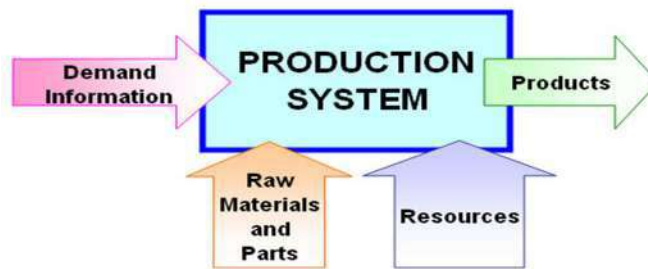 PRODUCTION
SYSTEM
Demand
Information
Products
Raw
Materials
and
Parts
Resources